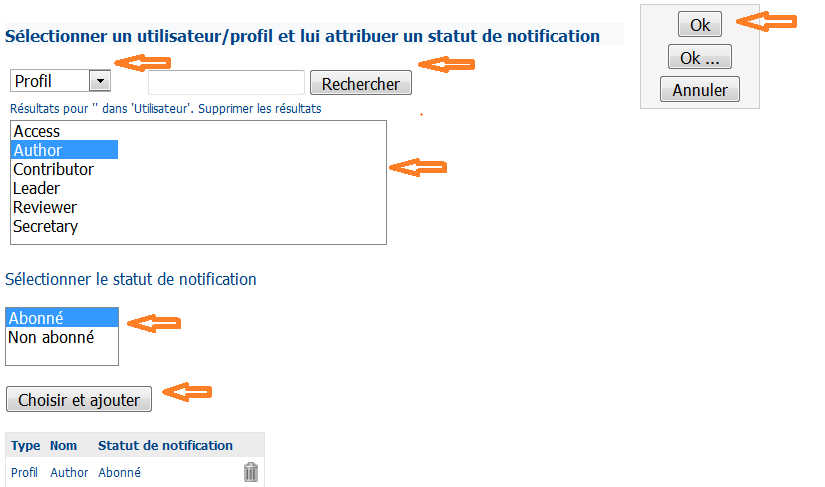 Sélectionner un utilisateur/profil et lui attribuer un statut de notification
Ok
Ok ...
Annuler
Profil Rechercher
Résultats pour '' dans 'Utilisateur'. Supprimer les résultats
Access
Author
Contributor
Leader
Reviewer
Secretary
Sélectionner le statut de notification
Abonné
Non abonné
Choisir et ajouter
Type Nom Statut de notification
Profil Author Abonné